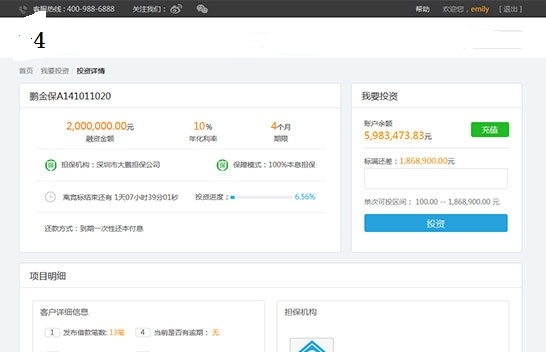 客服热线 : 400-988-6888 关注我们 : 帮助 欢迎您 , emily [ 退出 ]
4
首页 / 我要投资 / 投资详情
鹏金保A141011020
2,000,000.00元 10 % 4个月
融资金额 年化利率 期限
保 担保机构 : 深圳市大鹏担保公司 保 保障模式 : 100%本息担保
离竞标结束还有 1天07小时39分01秒 投资进度 : 6.56%
还款方式 : 到期一次性还本付息
我要投资
账户余额
5,983,473.83元 充值
标满还差 : 1,868,900.00元
单次可投区间 : 100.00 -- 1,868,900.00 元
投资
项目明细
客户详细信息
1 发布借款笔数: 13笔 4 当前是否有逾期 : 无
担保机构